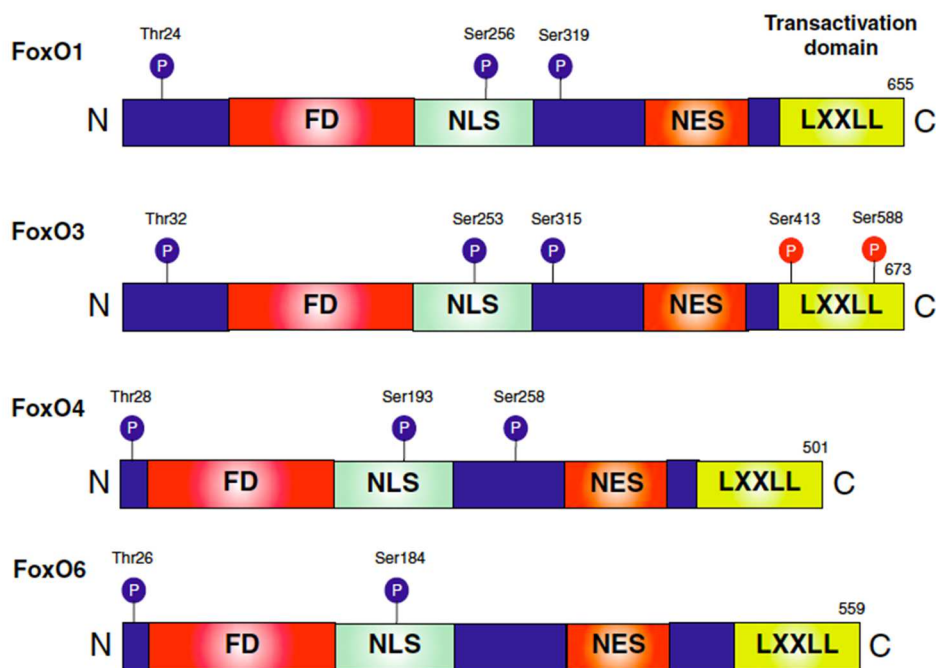 Transactivation
domain
FoxO1
Thr24 Ser256 Ser319
P P P
655
N FD NLS NES LXXLL C
FoxO3
Thr32 Ser253 Ser315 Ser413 Ser588
P P P P P
673
N FD NLS NES LXXLL C
FoxO4
Thr28 Ser193 Ser258
P P P
501
N FD NLS NES LXXLL C
FoxO6
Thr26 Ser184
P P
559
N FD NLS NES LXXLL C